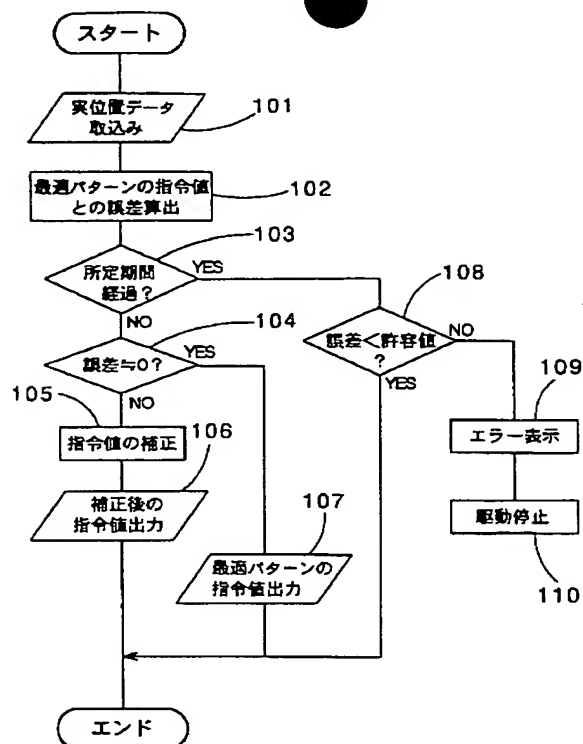 スタート
実位置データ
取込み
101
最適パターンの指令値
との誤差算出
102
103
所定期間
経過?
YES
NO
108
誤差<許容値
?
NO
YES
104
誤差≒0?
YES
NO
105
指令値の補正
106
109
エラー表示
補正後の
指令値出力
107
最適パターンの
指令値出力
駆動停止
110
エンド